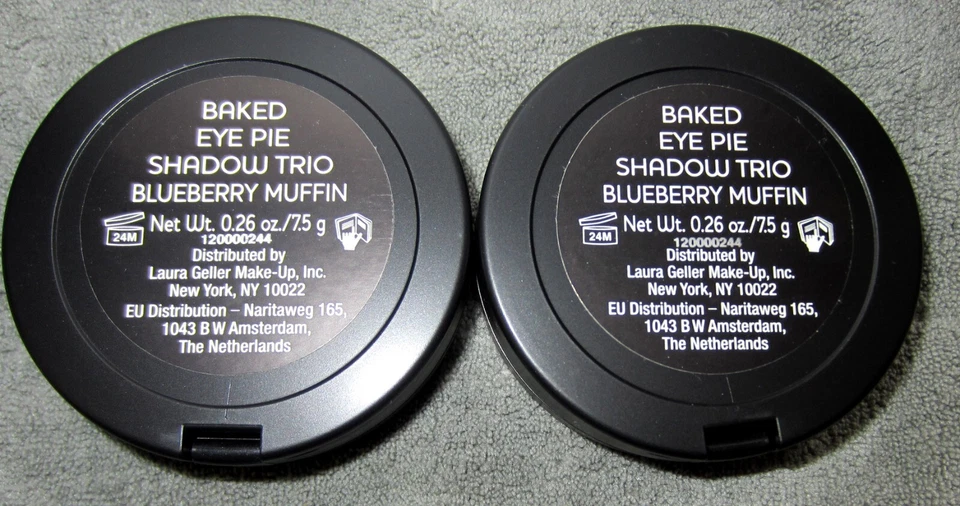 BAKED
EYE PIE
SHADOW TRIO
BLUEBERRY MUFFIN
24M Net Wt. 0.26 oz./7.5 g
120000244
Distributed by
Laura Geller Make-Up, Inc.
New York, NY 10022
EU Distribution – Naritaweg 165,
1043 B W Amsterdam,
The Netherlands
BAKED
EYE PIE
SHADOW TRIO
BLUEBERRY MUFFIN
24M Net Wt. 0.26 oz./7.5 g
120000244
Distributed by
Laura Geller Make-Up, Inc.
New York, NY 10022
EU Distribution – Naritaweg 165,
1043 B W Amsterdam,
The Netherlands